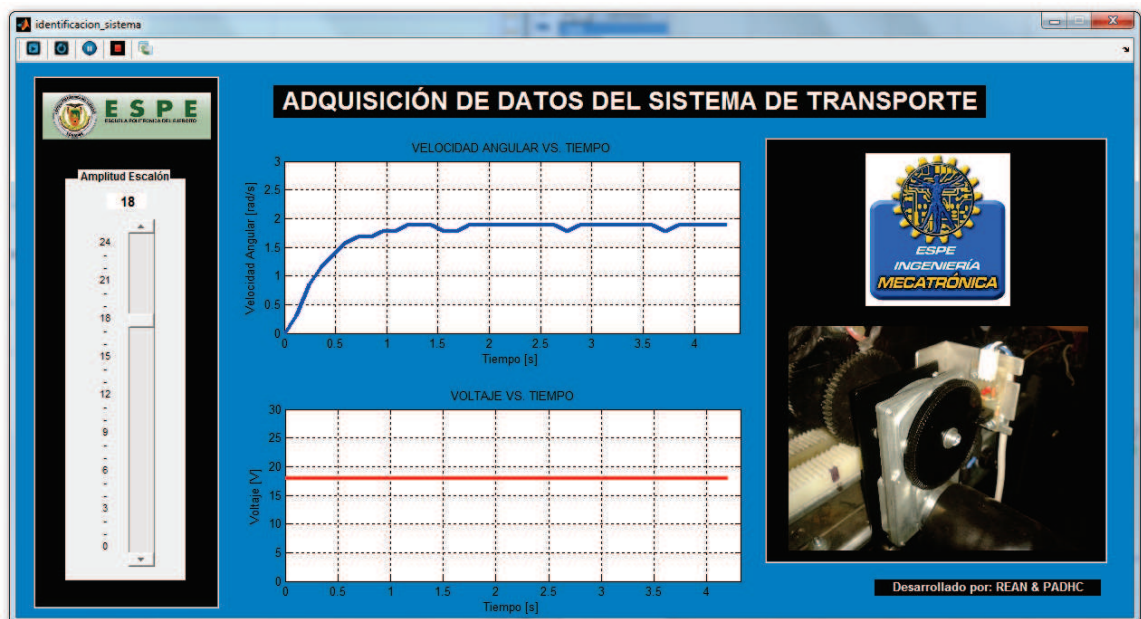 identificacion_sistema
ESPE
ESCUELA POLITÉCNICA DEL EJÉRCITO
Amplitud Escalón
18
24
21
18
15
12
9
6
3
0
ADQUISICIÓN DE DATOS DEL SISTEMA DE TRANSPORTE
VELOCIDAD ANGULAR VS. TIEMPO
Velocidad Angular [rad/s]
3
2.5
2
1.5
1
0.5
0
0 0.5 1 1.5 2 2.5 3 3.5 4
Tiempo [s]
VOLTAJE VS. TIEMPO
Voltaje [V]
30
25
20
15
10
5
0
0 0.5 1 1.5 2 2.5 3 3.5 4
Tiempo [s]
ESPE
INGENIERÍA
MECATRÓNICA
Desarrollado por: REAN & PADHC